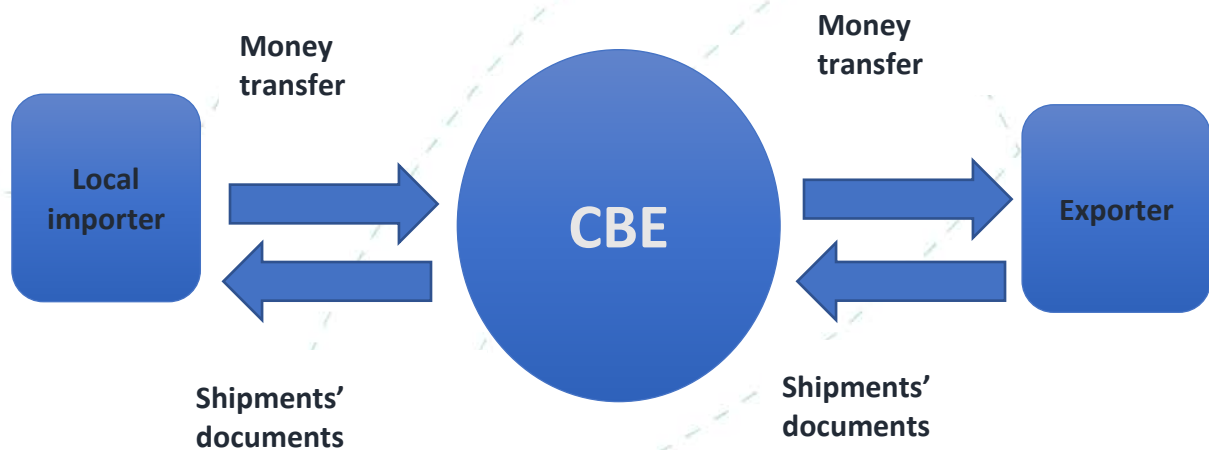 Money
transfer
Money
transfer
Local
importer
CBE
Exporter
Shipments’
documents
Shipments’
documents